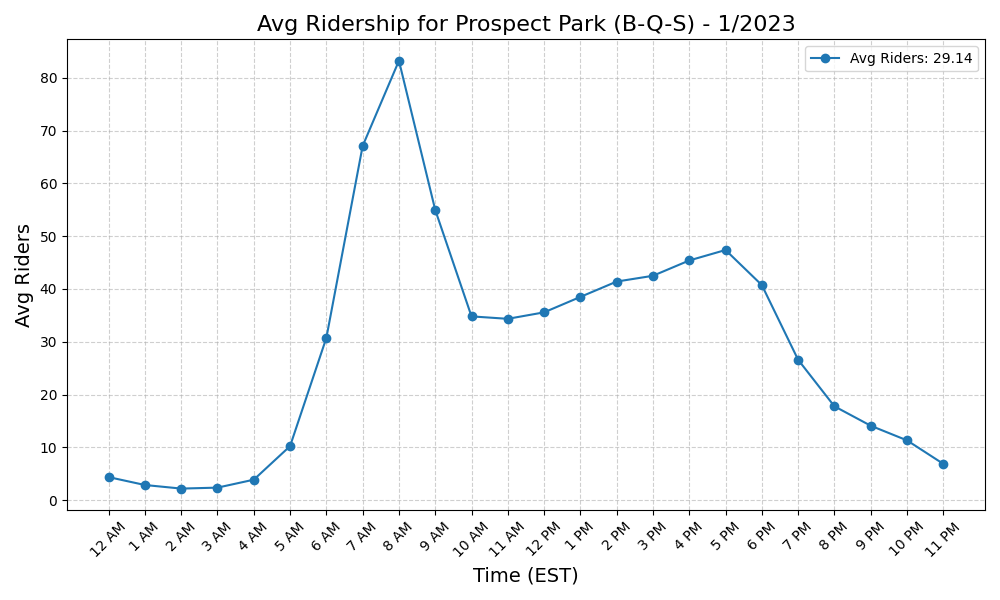 Avg Ridership for Prospect Park (B-Q-S) - 1/2023
Avg Riders: 29.14
Avg Riders
80
70
60
50
40
30
20
10
0
12 AM
1 AM
2 AM
3 AM
4 AM
5 AM
6 AM
7 AM
8 AM
9 AM
10 AM
11 AM
12 PM
1 PM
2 PM
3 PM
4 PM
5 PM
6 PM
7 PM
8 PM
9 PM
10 PM
11 PM
Time (EST)